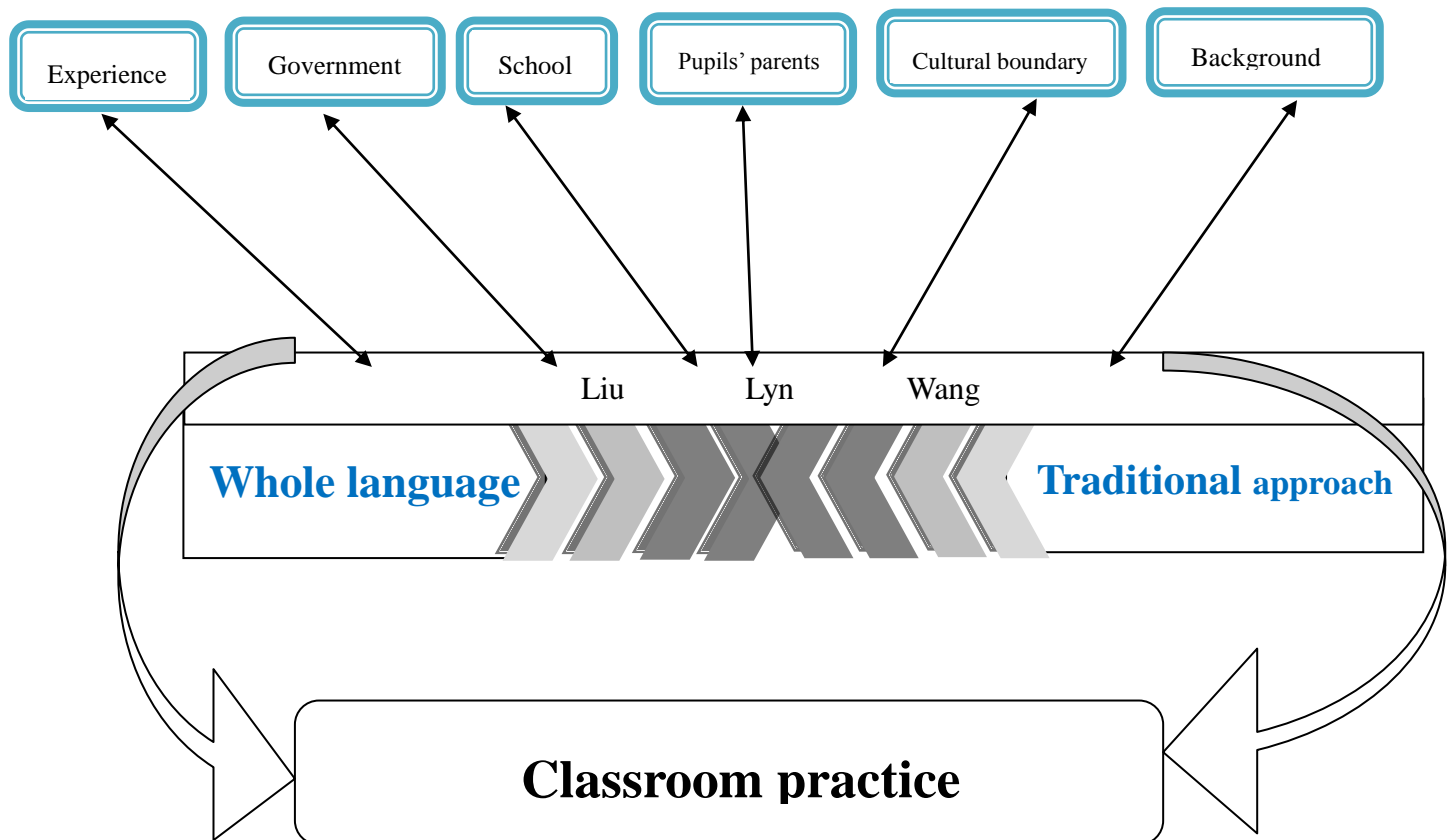 Experience
Government
School
Pupils’ parents
Cultural boundary
Background
Liu
Lyn
Wang
Whole language
Traditional approach
Classroom practice